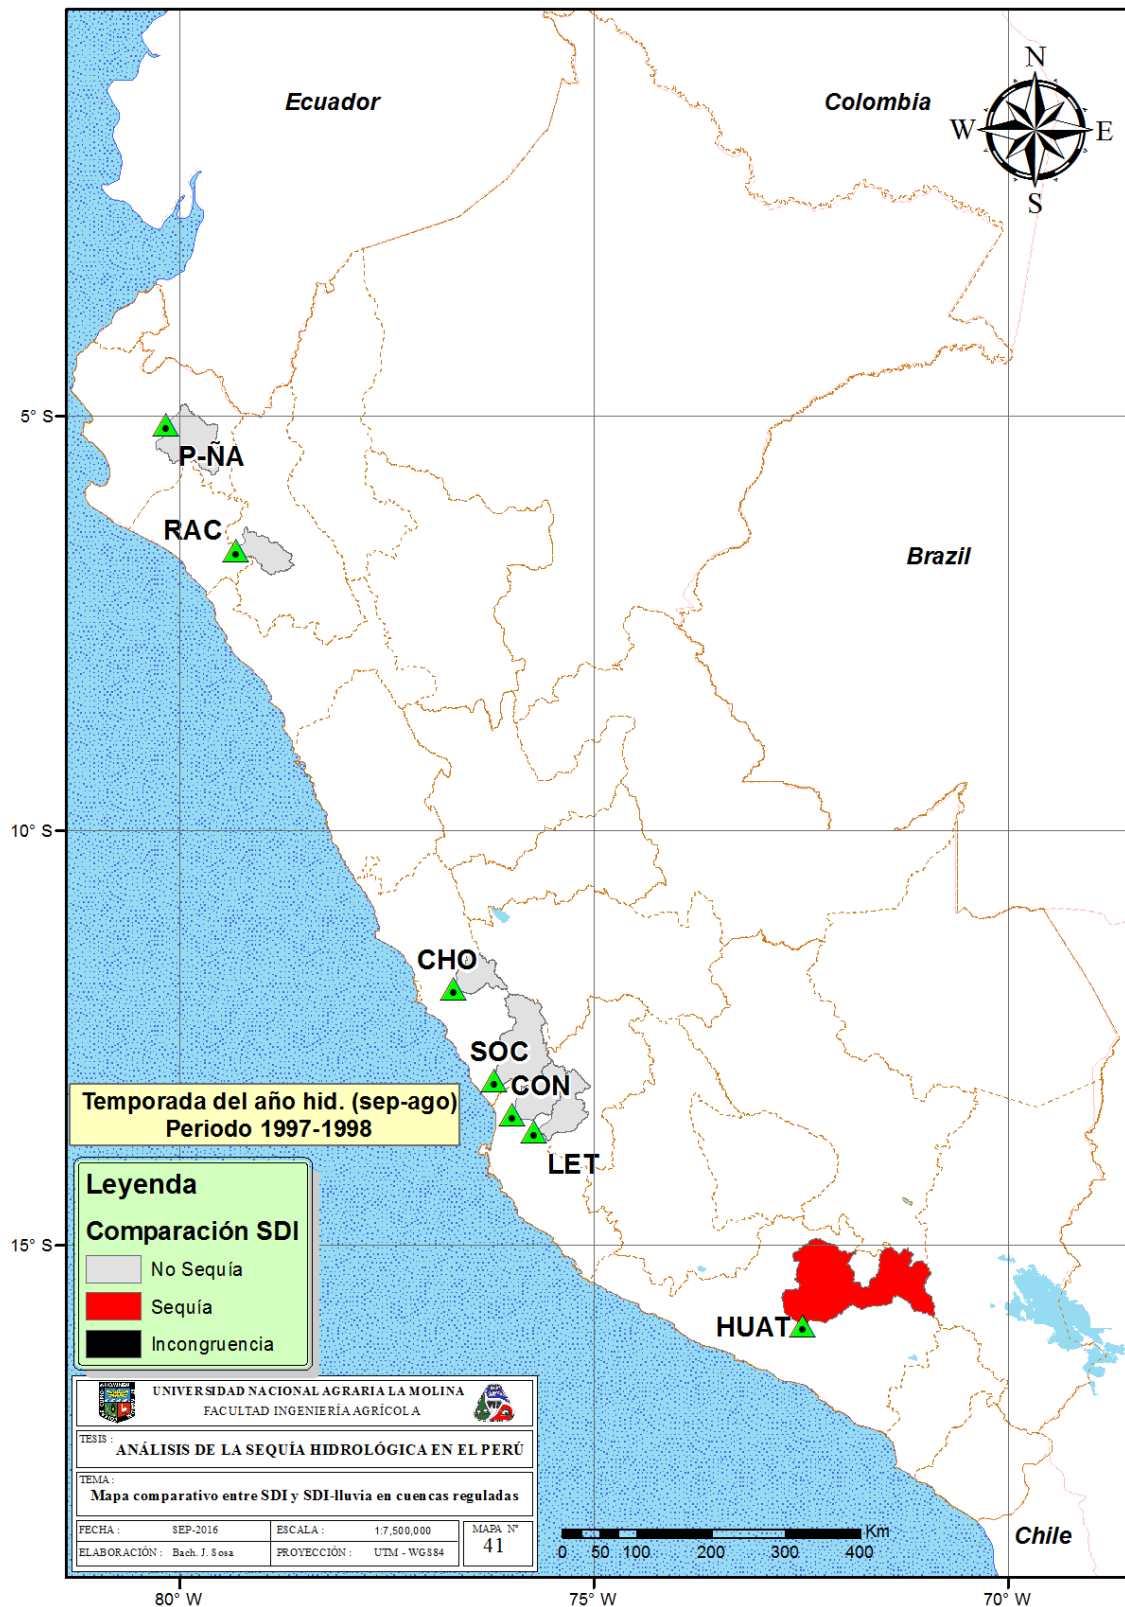 Ecuador
Colombia
N
W
E
S
5° S
P-ÑA
RAC
Brazil
10° S
CHO
SOC
CON
LET
Temporada del año hid. (sep-ago)
Periodo 1997-1998
Leyenda
Comparación SDI
No Sequía
Sequía
Incongruencia
15° S
HUAT
UNIVERSIDAD NACIONAL AGRARIA LA MOLINA
FACULTAD INGENIERÍA AGRÍCOLA
TESIS : ANÁLISIS DE LA SEQUÍA HIDROLÓGICA EN EL PERÚ
TEMA :
Mapa comparativo entre SDI y SDI-lluvia en cuencas reguladas
FECHA : SEP-2016 ESCALA : 1:7,500,000 MAPA N°
41
ELABORACIÓN : Bach. J. Sosa PROYECCIÓN : UTM - WGS84
Km
0 50 100 200 300 400
Chile
80° W 75° W 70° W